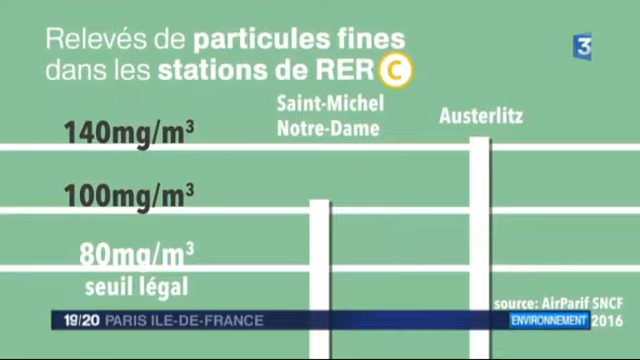 Relevés de particules fines
dans les stations de RER C
3
Saint-Michel
Notre-Dame
Austerlitz
140mg/m³
100mg/m³
80mg/m³
seuil légal
source: AirParif SNCF
2016
19/20 PARIS ILE-DE-FRANCE
ENVIRONNEMENT